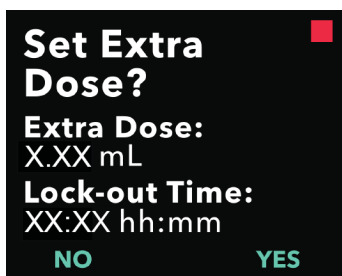 Set Extra
Dose?
Extra Dose:
X.XX mL
Lock-out Time:
XX:XX hh:mm
NO YES